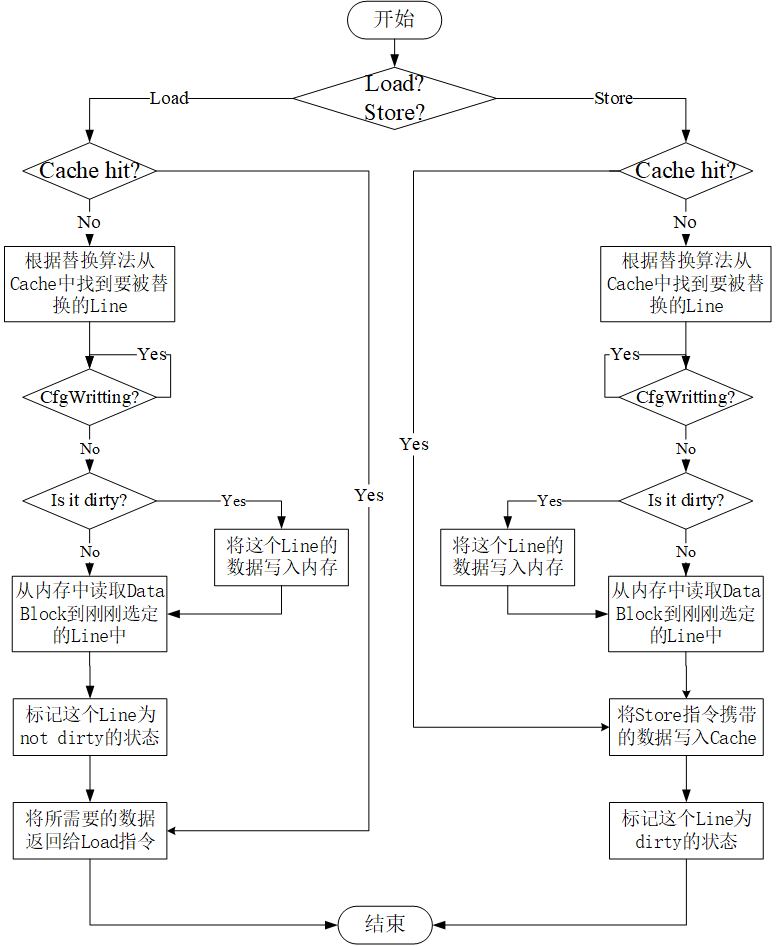 开始
Load?
Store?
Load
Store
Cache hit?
Cache hit?
No
No
根据替换算法从
Cache中找到要被替
换的Line
根据替换算法从
Cache中找到要被替
换的Line
Yes
Yes
CfgWritting?
CfgWritting?
Yes
No
No
Is it dirty?
Is it dirty?
Yes
Yes
Yes
将这个Line的
数据写入内存
将这个Line的
数据写入内存
No
No
从内存中读取Data
Block到刚刚选定
的Line中
从内存中读取Data
Block到刚刚选定
的Line中
标记这个Line为
not dirty的状态
将Store指令携带
的数据写入Cache
将所需要的数据
返回给Load指令
标记这个Line为
dirty的状态
结束